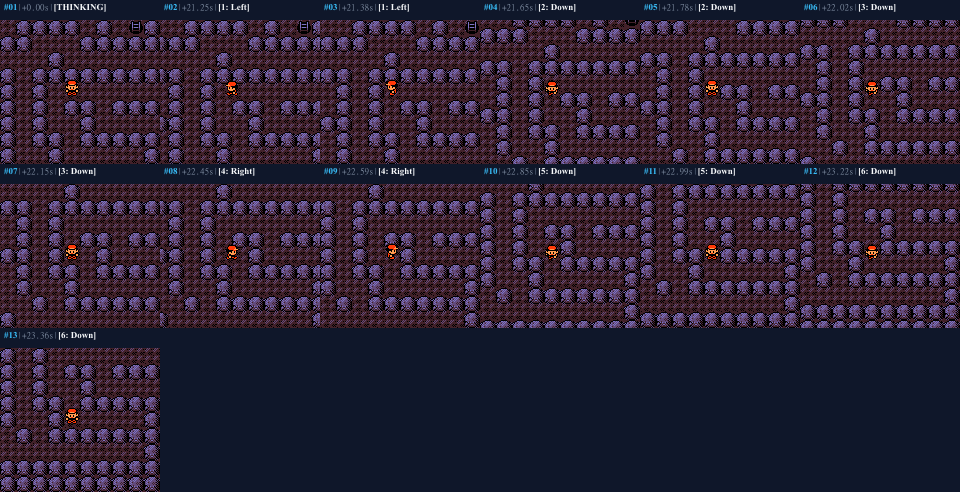 #01|+0.00s|[THINKING]
#02|+21.25s|[1: Left]
#03|+21.38s|[1: Left]
#04|+21.65s|[2: Down]
#05|+21.78s|[2: Down]
#06|+22.02s|[3: Down]
#07|+22.15s|[3: Down]
#08|+22.45s|[4: Right]
#09|+22.59s|[4: Right]
#10|+22.85s|[5: Down]
#11|+22.99s|[5: Down]
#12|+23.22s|[6: Down]
#13|+23.36s|[6: Down]